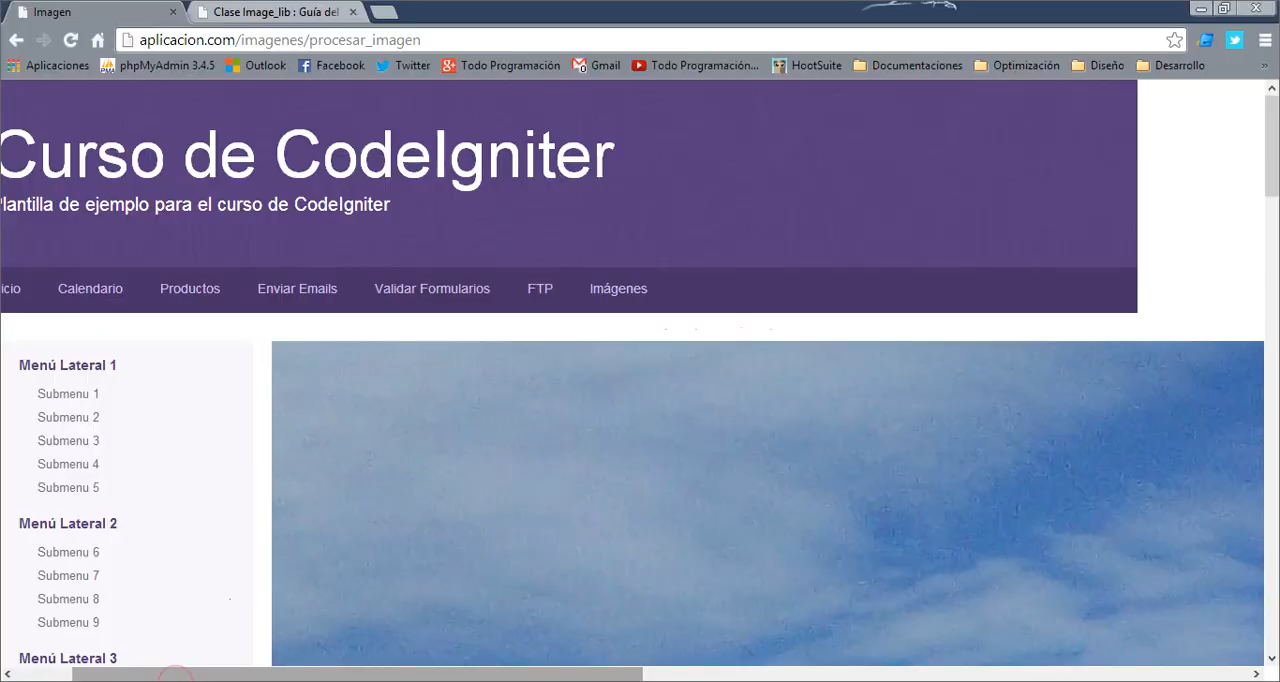 Imagen
Clase Image_lib : Guía del
aplicacion.com/imagenes/procesar_imagen
Aplicaciones phpMyAdmin 3.4.5 Outlook Facebook Twitter Todo Programación Gmail Todo Programación... HootSuite Documentaciones Optimización Diseño Desarrollo »
Curso de CodeIgniter
lantilla de ejemplo para el curso de CodeIgniter
icio Calendario Productos Enviar Emails Validar Formularios FTP Imágenes
Menú Lateral 1
Submenu 1
Submenu 2
Submenu 3
Submenu 4
Submenu 5
Menú Lateral 2
Submenu 6
Submenu 7
Submenu 8
Submenu 9
Menú Lateral 3